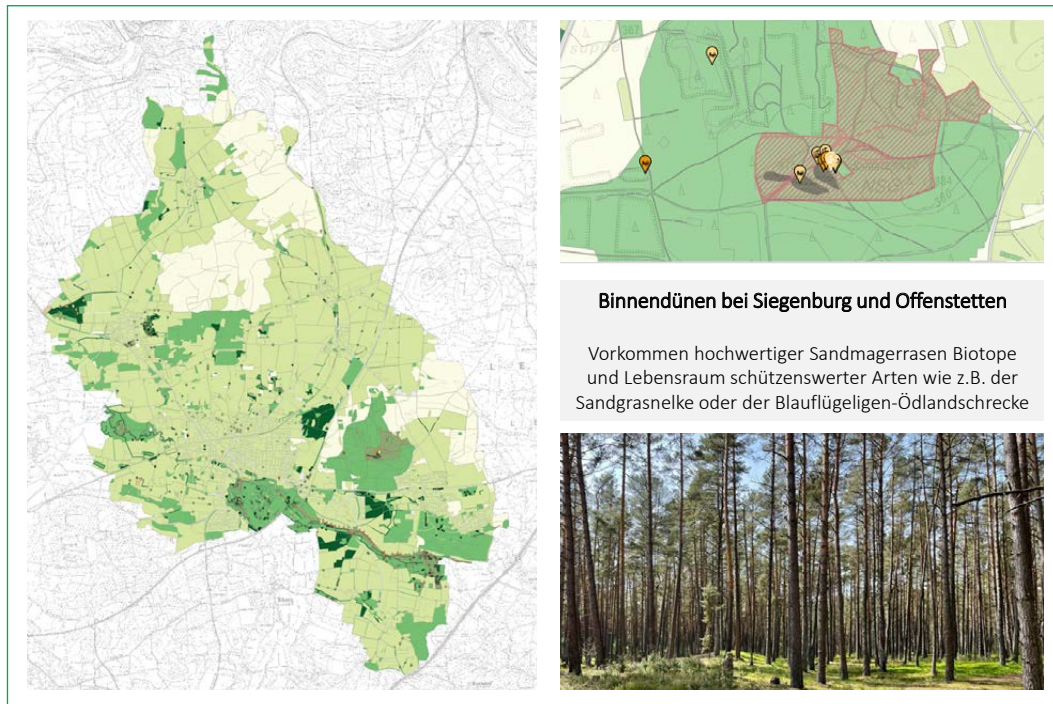 367
Binnendünen bei Siegenburg und Offenstetten
Vorkommen hochwertiger Sandmagerrasen Biotope
und Lebensraum schützenswerter Arten wie z.B. der
Sandgrasnelke oder der Blauflügeligen-Ödlandschrecke